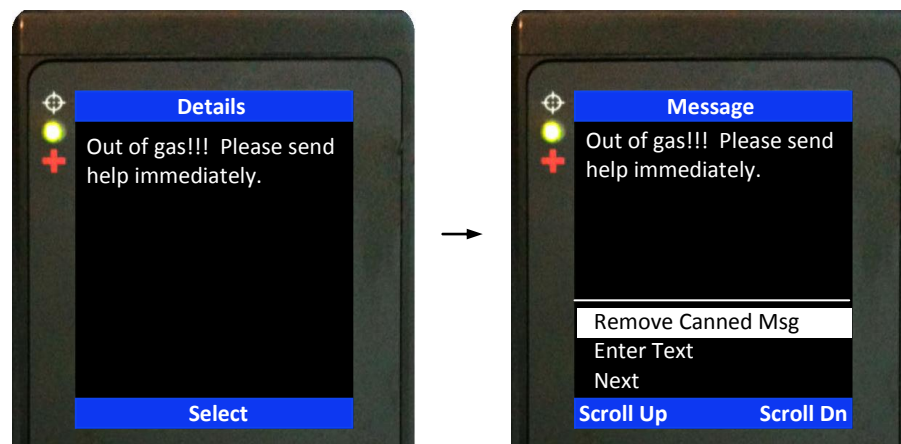 Details
Out of gas!!!  Please send
help immediately.
Select
Message
Out of gas!!!  Please send
help immediately.
Remove Canned Msg
Enter Text
Next
Scroll Up Scroll Dn